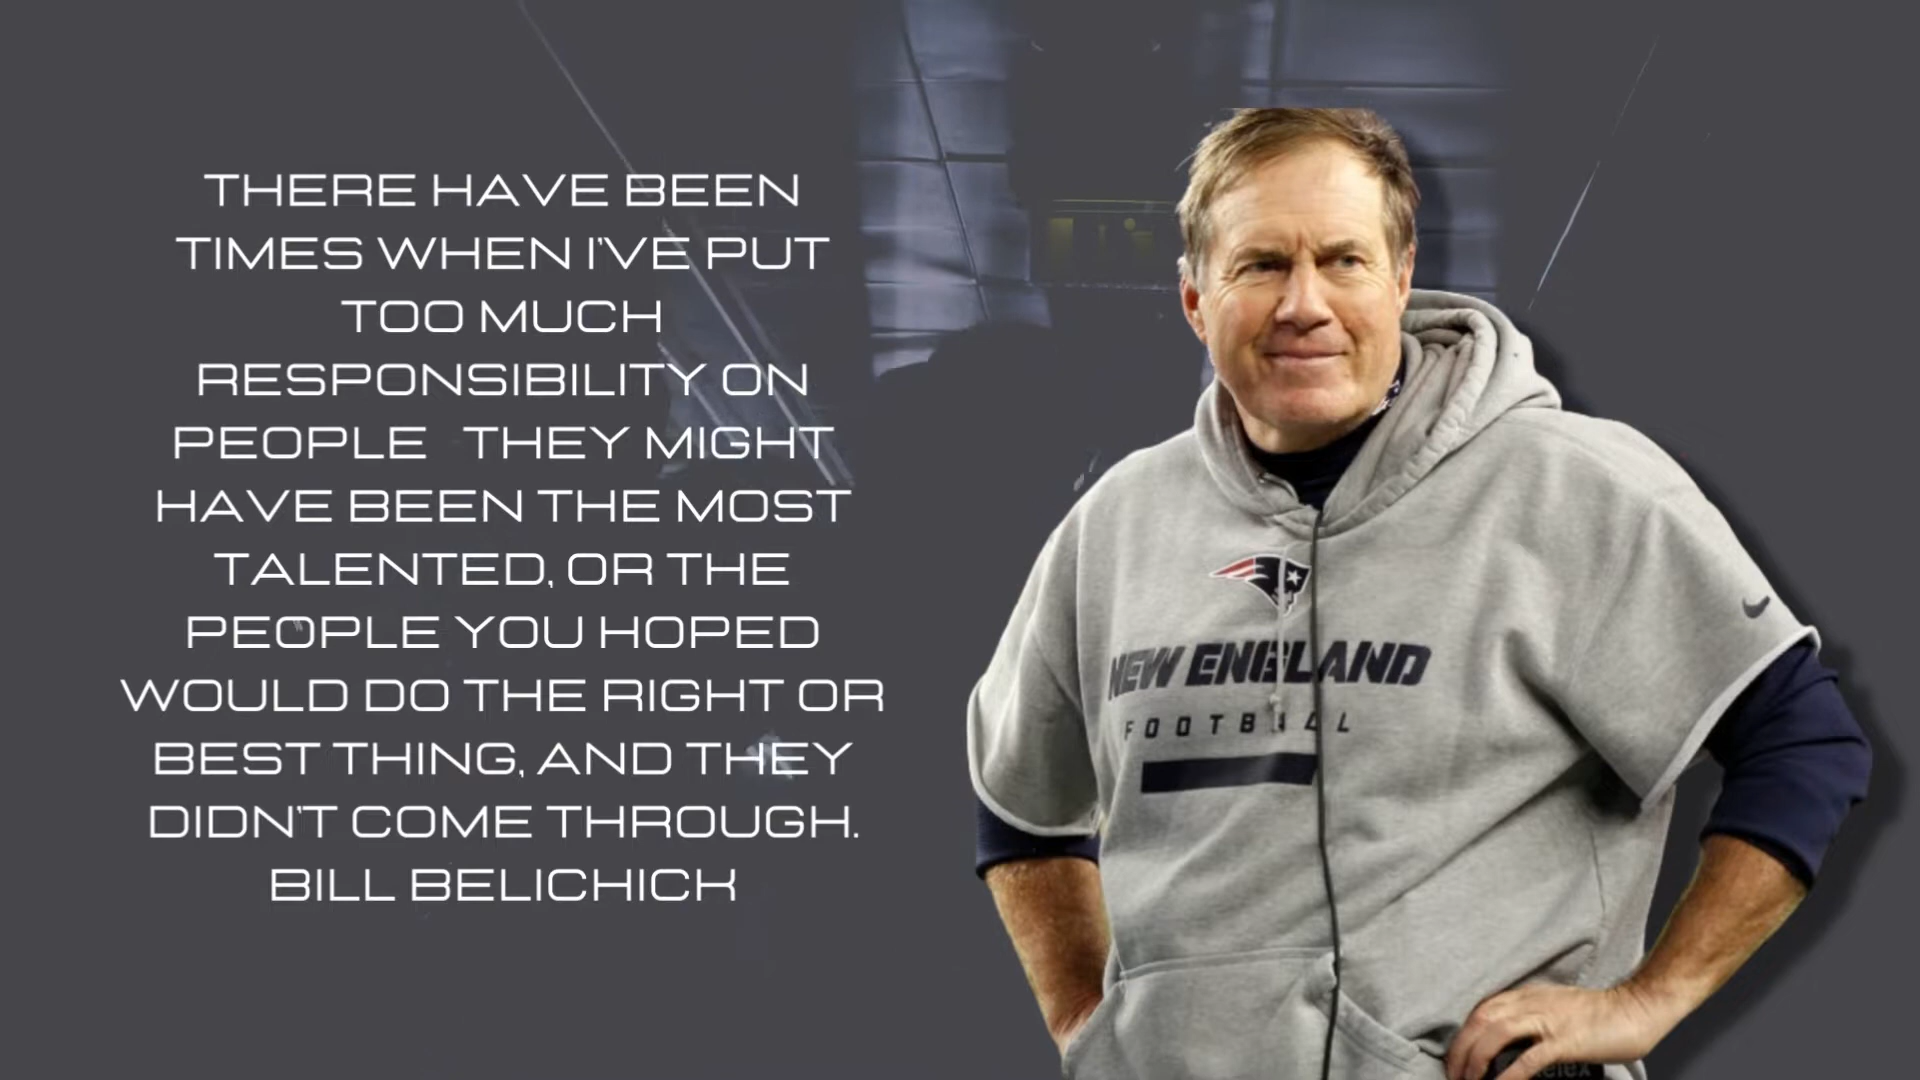 THERE HAVE BEEN
TIMES WHEN I'VE PUT
TOO MUCH
RESPONSIBILITY ON
PEOPLE THEY MIGHT
HAVE BEEN THE MOST
TALENTED, OR THE
PEOPLE YOU HOPED
WOULD DO THE RIGHT OR
BEST THING, AND THEY
DIDN'T COME THROUGH.
BILL BELICHICK
NEW ENGLAND
FOOTBALL